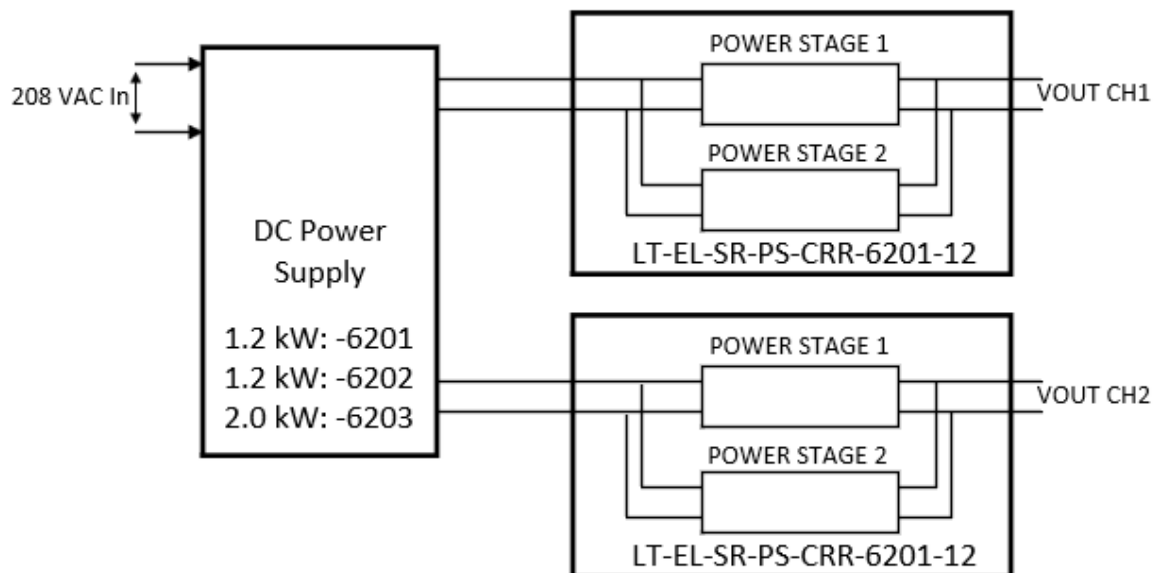 208 VAC In
DC Power
Supply
1.2 kW: -6201
1.2 kW: -6202
2.0 kW: -6203
POWER STAGE 1
POWER STAGE 2
LT-EL-SR-PS-CRR-6201-12
VOUT CH1
POWER STAGE 1
POWER STAGE 2
LT-EL-SR-PS-CRR-6201-12
VOUT CH2